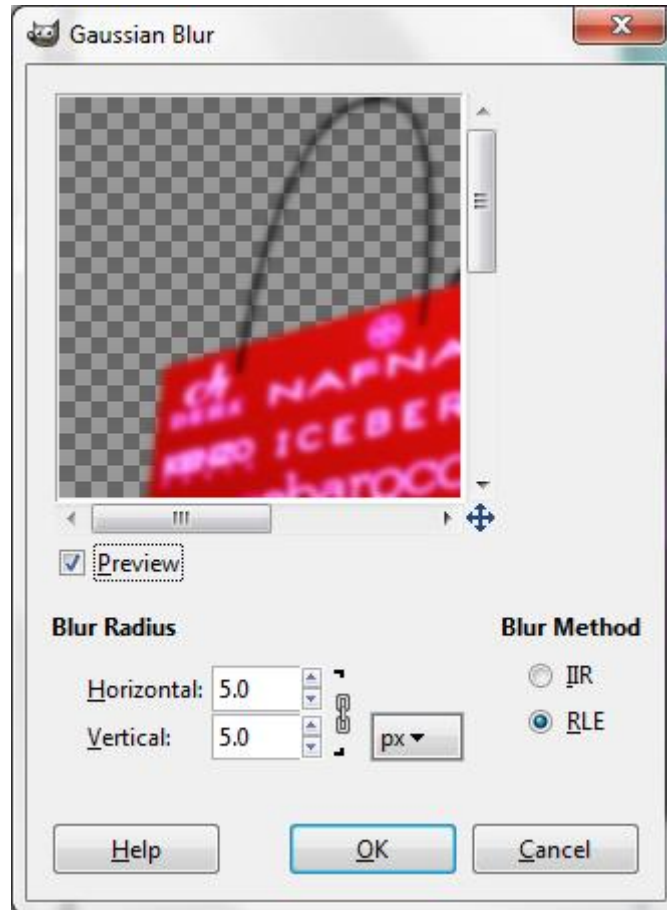 Gaussian Blur
NAFNA
ICEBER
Preview
Blur Radius
Blur Method
Horizontal: 5.0
IIR
Vertical: 5.0
px
RLE
Help
OK
Cancel